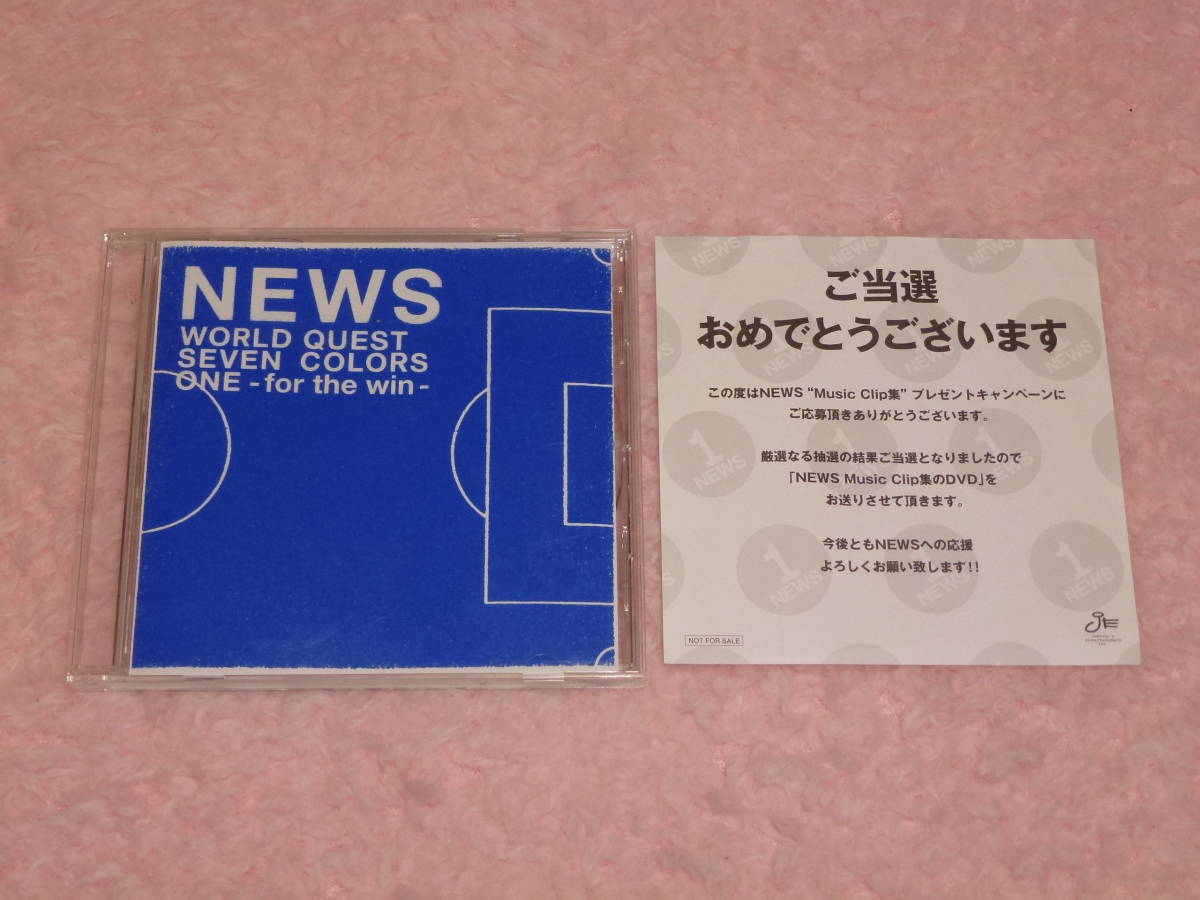 NEWS
WORLD QUEST
SEVEN COLORS
ONE -for the win-
ご当選
おめでとうございます
この度はNEWS “Music Clip集” プレゼントキャンペーンに
ご応募頂きありがとうございます。
厳選なる抽選の結果ご当選となりましたので
「NEWS Music Clip集のDVD」を
お送りさせて頂きます。
今後ともNEWSへの応援
よろしくお願い致します!!
NOT FOR SALE